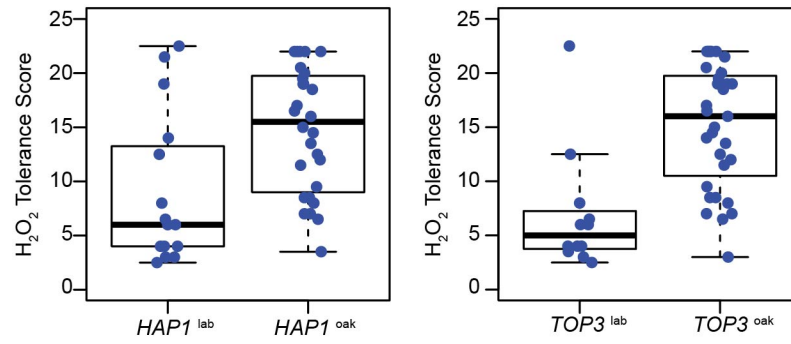 25
20
15
10
5
0
H₂O₂ Tolerance Score
HAP1 ˡᵃᵇ
HAP1 ᵒᵃᵏ
25
20
15
10
5
0
H₂O₂ Tolerance Score
TOP3 ˡᵃᵇ
TOP3 ᵒᵃᵏ